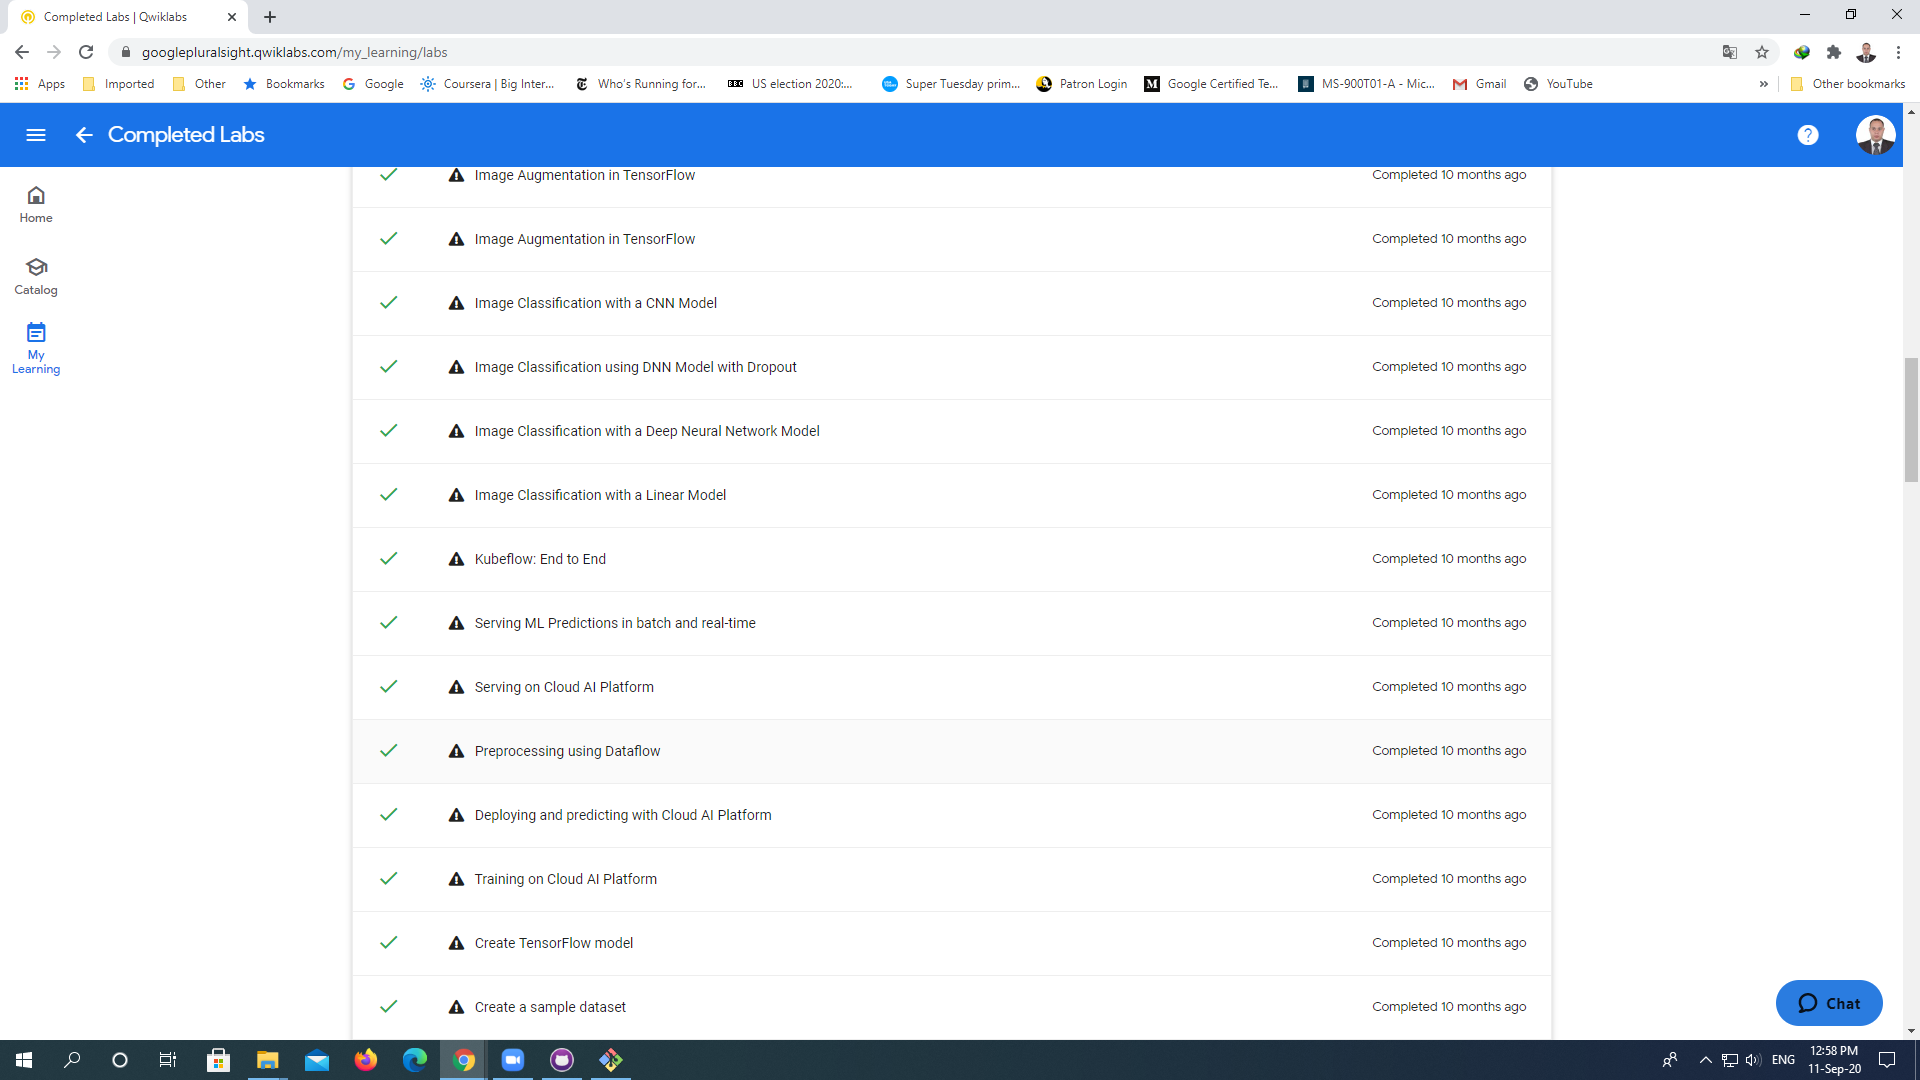 Completed Labs | Qwiklabs
googlepluralsight.qwiklabs.com/my_learning/labs
Apps Imported Other Bookmarks Google Coursera | Big Inter... Who's Running for... BBC US election 2020:... Super Tuesday prim... Patron Login M Google Certified Te... MS-900T01-A - Mic... Gmail YouTube » Other bookmarks
Completed Labs
?
Home
Catalog
My
Learning
Image Augmentation in TensorFlow Completed 10 months ago
Image Augmentation in TensorFlow Completed 10 months ago
Image Classification with a CNN Model Completed 10 months ago
Image Classification using DNN Model with Dropout Completed 10 months ago
Image Classification with a Deep Neural Network Model Completed 10 months ago
Image Classification with a Linear Model Completed 10 months ago
Kubeflow: End to End Completed 10 months ago
Serving ML Predictions in batch and real-time Completed 10 months ago
Serving on Cloud AI Platform Completed 10 months ago
Preprocessing using Dataflow Completed 10 months ago
Deploying and predicting with Cloud AI Platform Completed 10 months ago
Training on Cloud AI Platform Completed 10 months ago
Create TensorFlow model Completed 10 months ago
Create a sample dataset Completed 10 months ago
Chat
ENG
12:58 PM
11-Sep-20